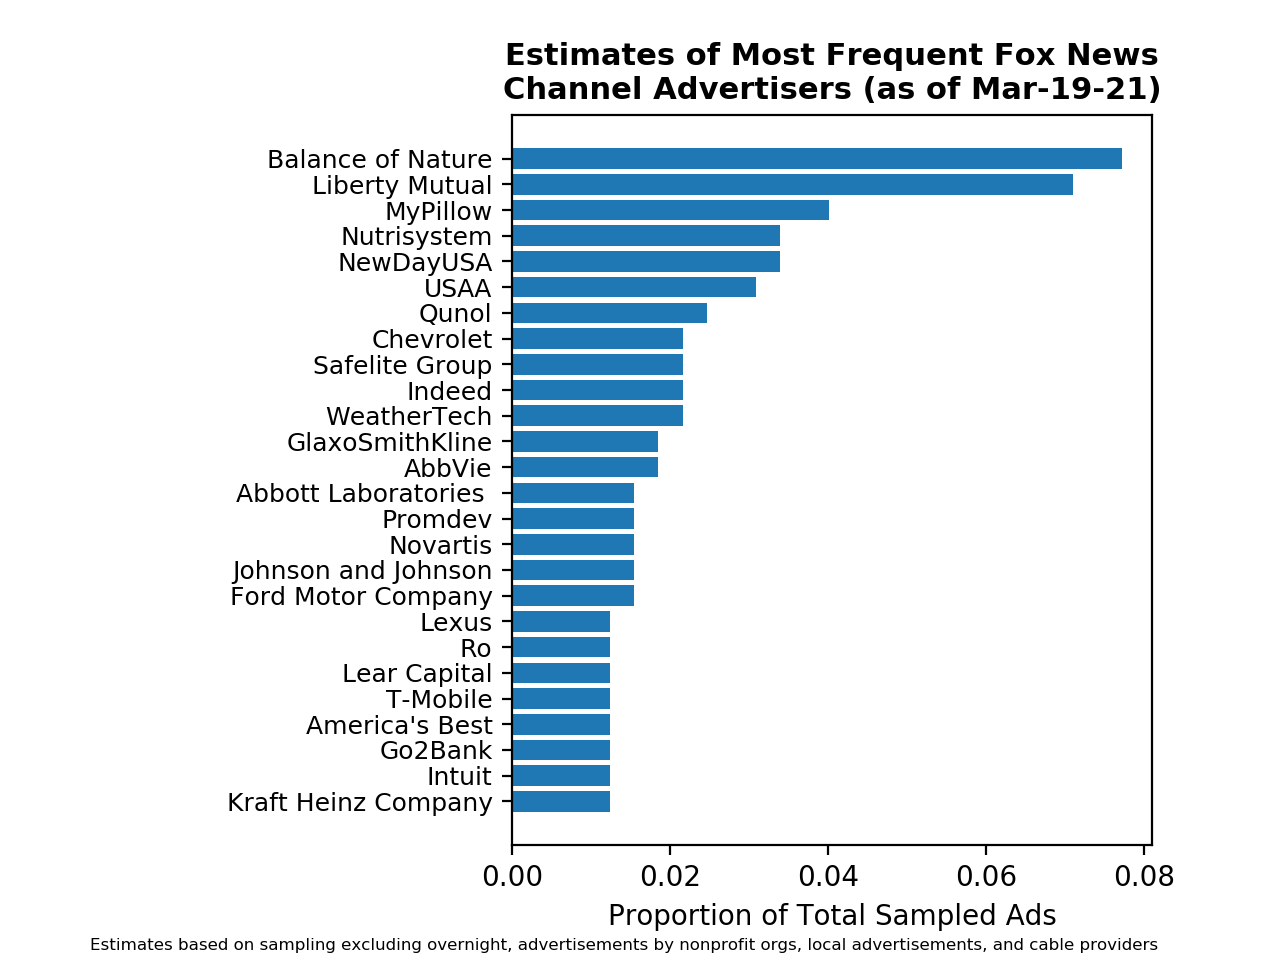 Estimates of Most Frequent Fox News
Channel Advertisers (as of Mar-19-21)
Balance of Nature
Liberty Mutual
MyPillow
Nutrisystem
NewDayUSA
USAA
Qunol
Chevrolet
Safelite Group
Indeed
WeatherTech
GlaxoSmithKline
AbbVie
Abbott Laboratories
Promdev
Novartis
Johnson and Johnson
Ford Motor Company
Lexus
Ro
Lear Capital
T-Mobile
America's Best
Go2Bank
Intuit
Kraft Heinz Company
0.00 0.02 0.04 0.06 0.08
Proportion of Total Sampled Ads
Estimates based on sampling excluding overnight, advertisements by nonprofit orgs, local advertisements, and cable providers